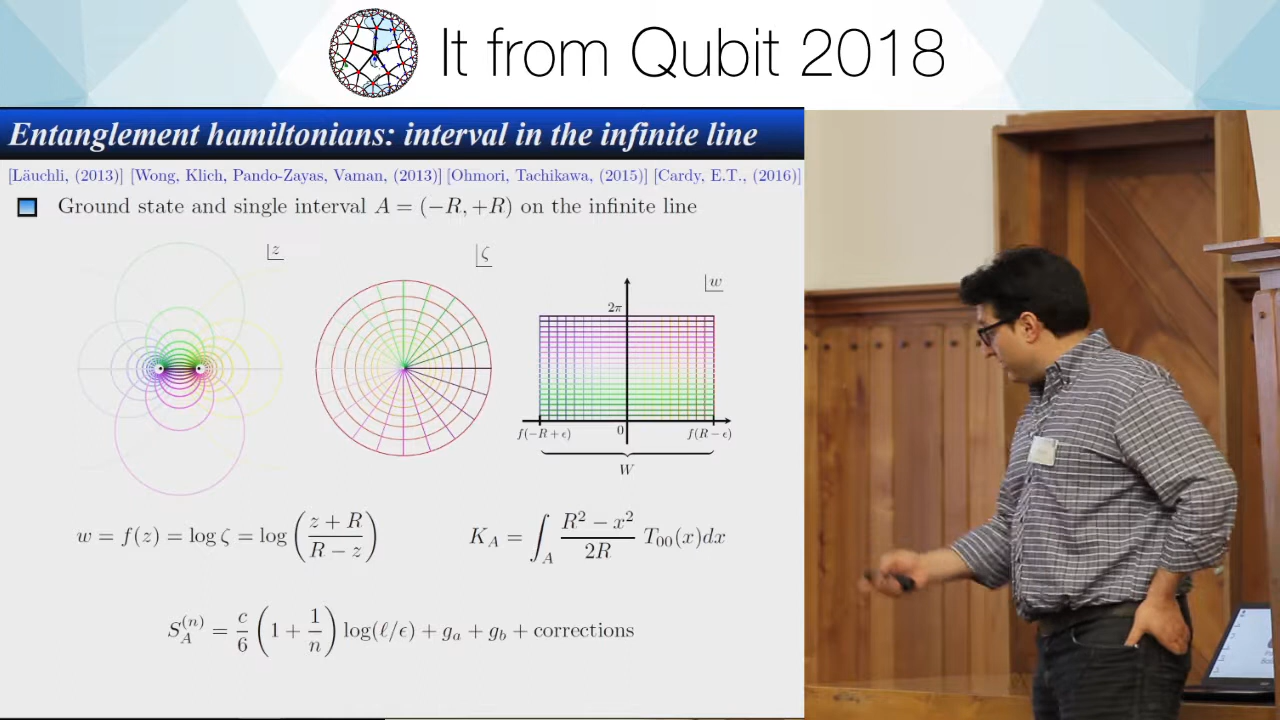 It from Qubit 2018
Entanglement hamiltonians: interval in the infinite line
[Läuchli, (2013)] [Wong, Klich, Pando-Zayas, Vaman, (2013)] [Ohmori, Tachikawa, (2015)] [Cardy, E.T., (2016)]
Ground state and single interval A = (−R, +R) on the infinite line
z
ζ
w
2π
f(−R + ϵ) 0 f(R − ϵ)
W
w = f(z) = log ζ = log ( (z + R) / (R − z) )
K_A = ∫_A (R² − x²) / 2R T₀₀(x)dx
S_A^(n) = c/6 ( 1 + 1/n ) log(ℓ/ϵ) + g_a + g_b + corrections